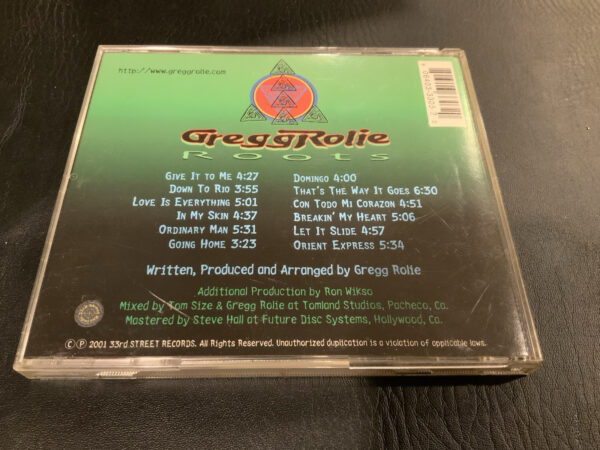 http://www.greggrolie.com
GreggRolie
Roots
Give It to Me 4:27
Down To Rio 3:55
Love Is Everything 5:01
In My Skin 4:37
Ordinary Man 5:31
Going Home 3:23
Domingo 4:00
That's The Way It Goes 6:30
Con Todo Mi Corazon 4:51
Breakin' My Heart 5:06
Let It Slide 4:57
Orient Express 5:34
Written, Produced and Arranged by Gregg Rolie
Additional Production by Ron Wikso
Mixed by Tom Size & Gregg Rolie at Tomland Studios, Pacheco, Ca.
Mastered by Steve Hall at Future Disc Systems, Hollywood, Ca.
© ℗ 2001 33rd STREET RECORDS. All Rights Reserved. Unauthorized duplication is a violation of applicable laws.